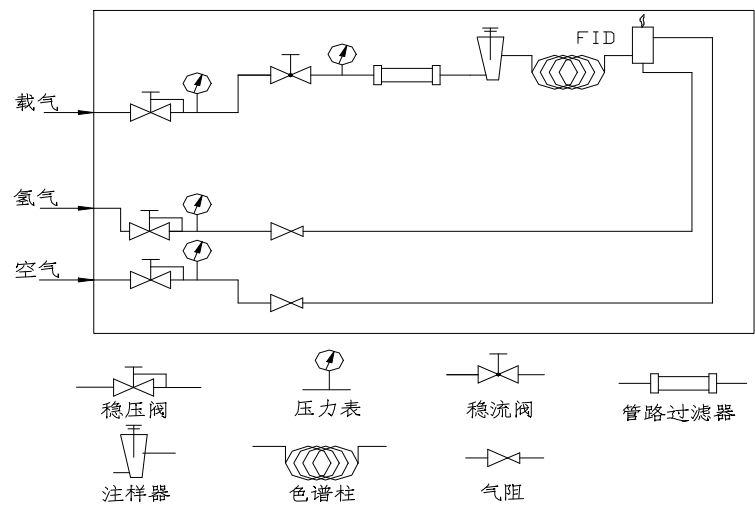 FID
载气
氢气
空气
稳压阀
压力表
稳流阀
管路过滤器
注样器
色谱柱
气阻